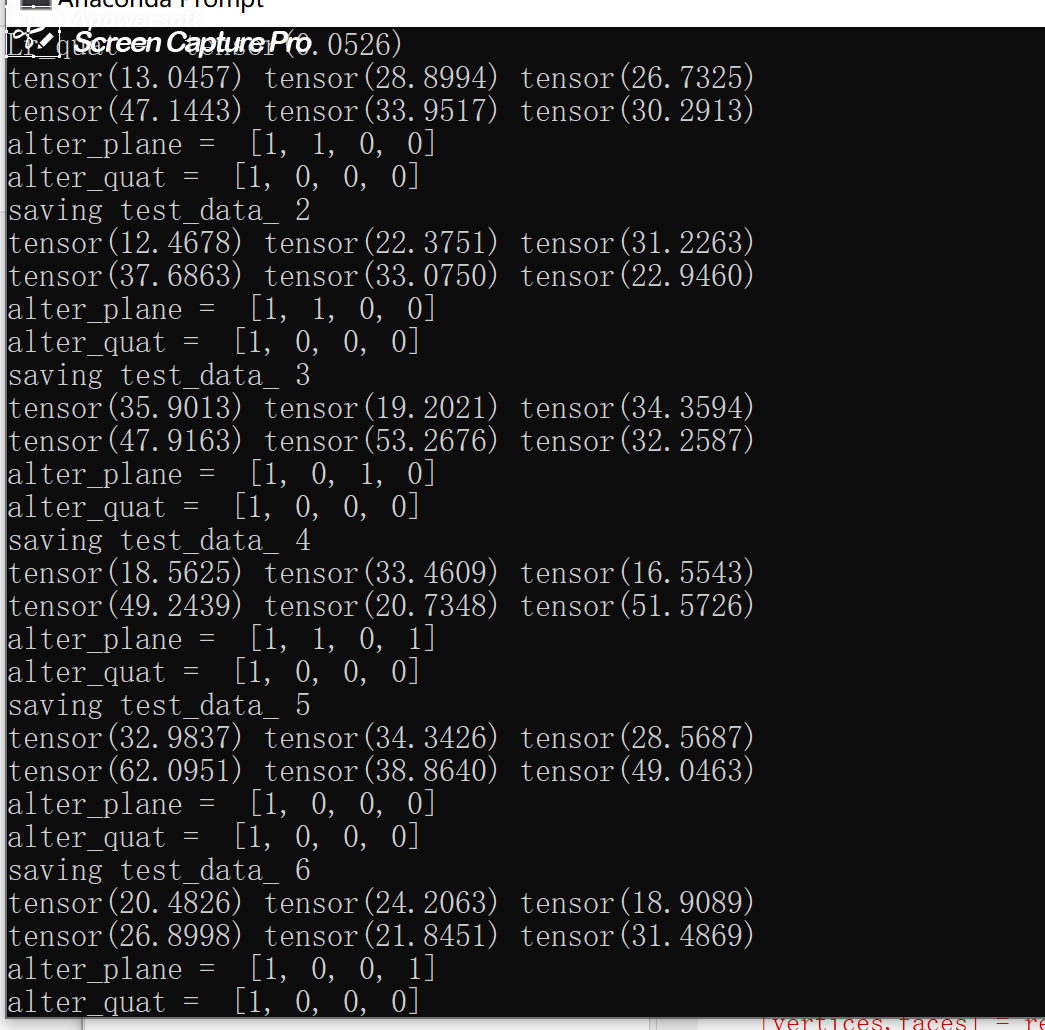 Anaconda Prompt
Apowersoft
Screen Capture Pro
Lr_quat tensor(0.0526)
tensor(13.0457) tensor(28.8994) tensor(26.7325)
tensor(47.1443) tensor(33.9517) tensor(30.2913)
alter_plane =  [1, 1, 0, 0]
alter_quat =  [1, 0, 0, 0]
saving test_data_ 2
tensor(12.4678) tensor(22.3751) tensor(31.2263)
tensor(37.6863) tensor(33.0750) tensor(22.9460)
alter_plane =  [1, 1, 0, 0]
alter_quat =  [1, 0, 0, 0]
saving test_data_ 3
tensor(35.9013) tensor(19.2021) tensor(34.3594)
tensor(47.9163) tensor(53.2676) tensor(32.2587)
alter_plane =  [1, 0, 1, 0]
alter_quat =  [1, 0, 0, 0]
saving test_data_ 4
tensor(18.5625) tensor(33.4609) tensor(16.5543)
tensor(49.2439) tensor(20.7348) tensor(51.5726)
alter_plane =  [1, 1, 0, 1]
alter_quat =  [1, 0, 0, 0]
saving test_data_ 5
tensor(32.9837) tensor(34.3426) tensor(28.5687)
tensor(62.0951) tensor(38.8640) tensor(49.0463)
alter_plane =  [1, 0, 0, 0]
alter_quat =  [1, 0, 0, 0]
saving test_data_ 6
tensor(20.4826) tensor(24.2063) tensor(18.9089)
tensor(26.8998) tensor(21.8451) tensor(31.4869)
alter_plane =  [1, 0, 0, 1]
alter_quat =  [1, 0, 0, 0]
[vertices,faces] = re